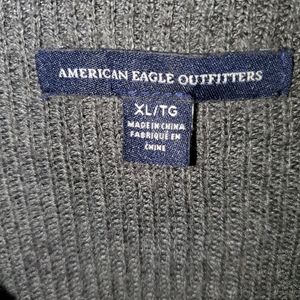 AMERICAN EAGLE OUTFITTERS
XL/TG
MADE IN CHINA
FABRIQUÉ EN
CHINE